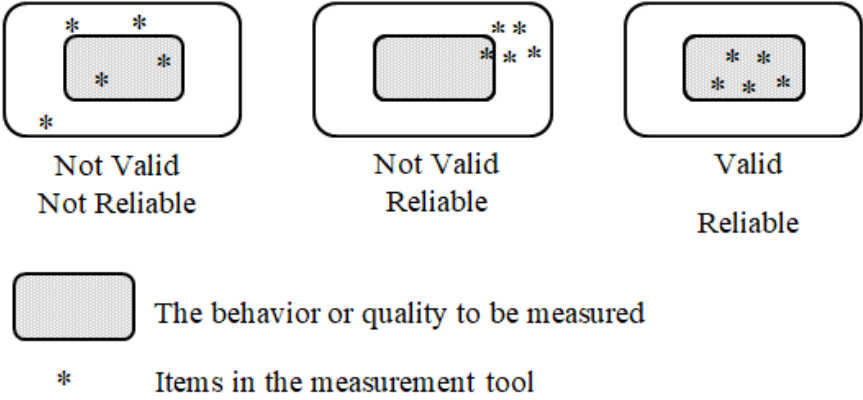 Not Valid
Not Reliable
Not Valid
Reliable
Valid
Reliable
The behavior or quality to be measured
* Items in the measurement tool